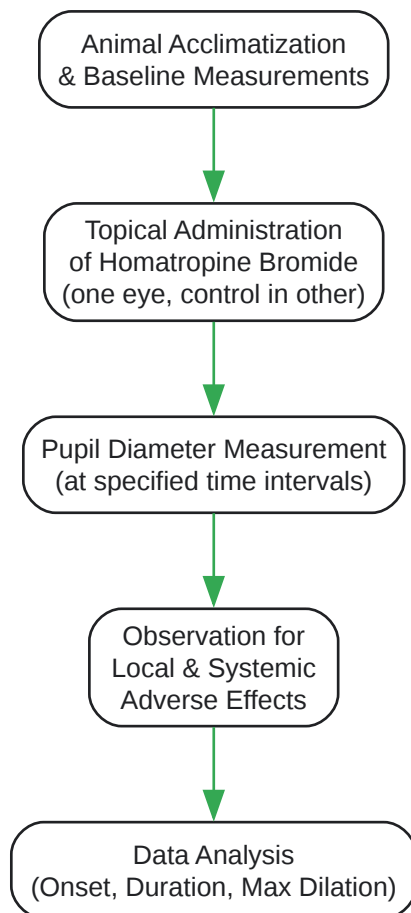 Animal Acclimatization
& Baseline Measurements
Topical Administration
of Homatropine Bromide
(one eye, control in other)
Pupil Diameter Measurement
(at specified time intervals)
Observation for
Local & Systemic
Adverse Effects
Data Analysis
(Onset, Duration, Max Dilation)